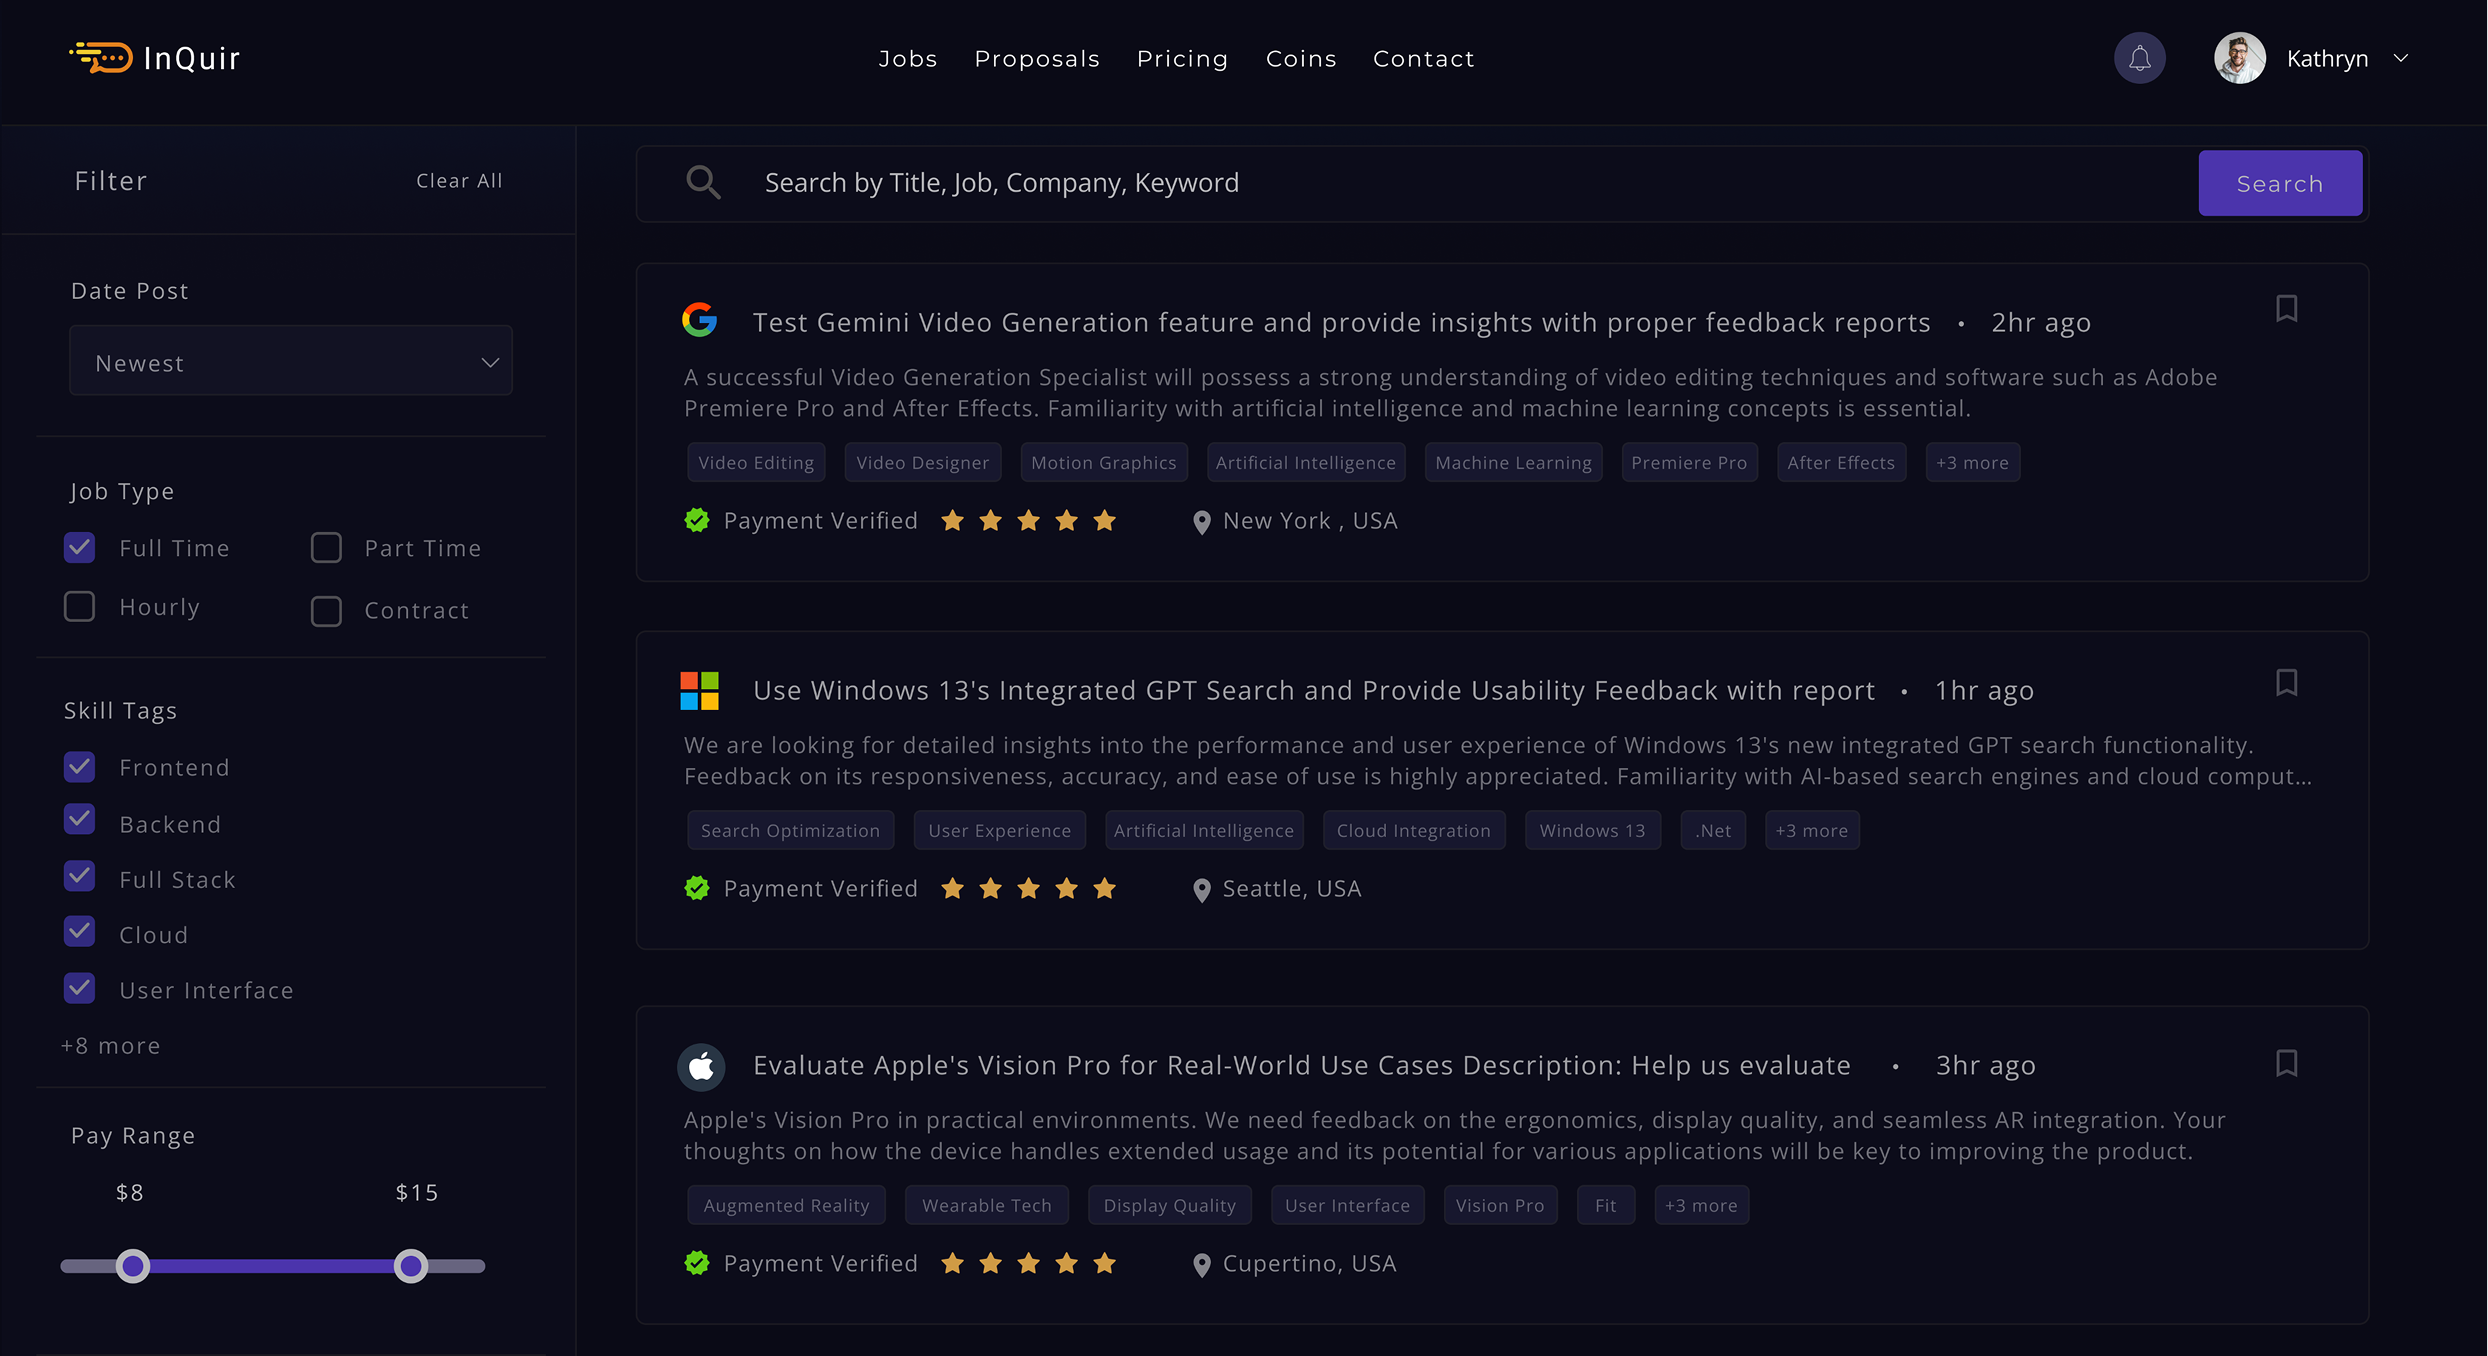 InQuir
Jobs Proposals Pricing Coins Contact
Kathryn
Filter Clear All
Date Post
Newest
Job Type
Full Time Part Time
Hourly Contract
Skill Tags
Frontend
Backend
Full Stack
Cloud
User Interface
+8 more
Pay Range
$8 $15
Search by Title, Job, Company, Keyword Search
Test Gemini Video Generation feature and provide insights with proper feedback reports • 2hr ago
A successful Video Generation Specialist will possess a strong understanding of video editing techniques and software such as Adobe
Premiere Pro and After Effects. Familiarity with artificial intelligence and machine learning concepts is essential.
Video Editing Video Designer Motion Graphics Artificial Intelligence Machine Learning Premiere Pro After Effects +3 more
Payment Verified New York , USA
Use Windows 13's Integrated GPT Search and Provide Usability Feedback with report • 1hr ago
We are looking for detailed insights into the performance and user experience of Windows 13's new integrated GPT search functionality.
Feedback on its responsiveness, accuracy, and ease of use is highly appreciated. Familiarity with AI-based search engines and cloud comput...
Search Optimization User Experience Artificial Intelligence Cloud Integration Windows 13 .Net +3 more
Payment Verified Seattle, USA
Evaluate Apple's Vision Pro for Real-World Use Cases Description: Help us evaluate • 3hr ago
Apple's Vision Pro in practical environments. We need feedback on the ergonomics, display quality, and seamless AR integration. Your
thoughts on how the device handles extended usage and its potential for various applications will be key to improving the product.
Augmented Reality Wearable Tech Display Quality User Interface Vision Pro Fit +3 more
Payment Verified Cupertino, USA